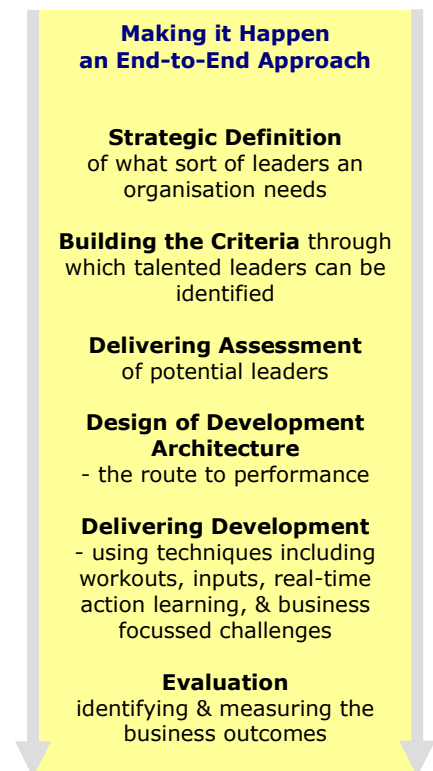 Making it Happen
an End-to-End Approach
Strategic Definition
of what sort of leaders an
organisation needs
Building the Criteria through
which talented leaders can be
identified
Delivering Assessment
of potential leaders
Design of Development
Architecture
- the route to performance
Delivering Development
- using techniques including
workouts, inputs, real-time
action learning, & business
focussed challenges
Evaluation
identifying & measuring the
business outcomes